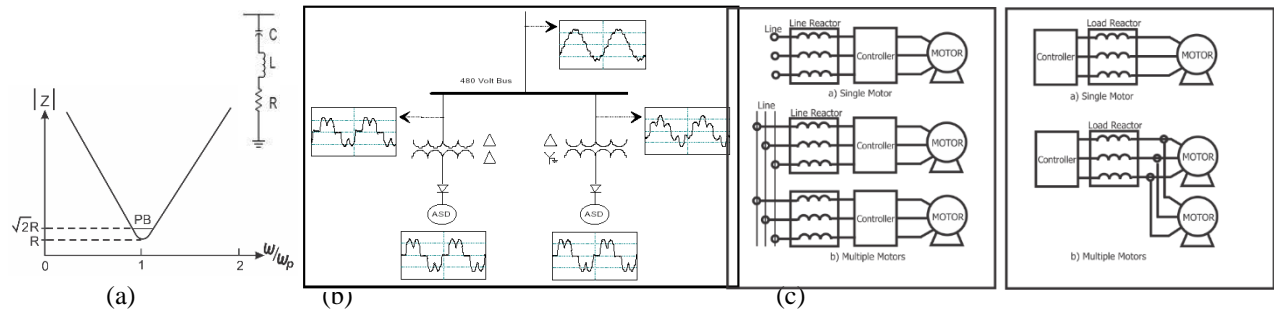 C
L
R
|Z|
√2R
R
PB
0
1
2
ω/ωp
(a)
480 Volt Bus
△
△
△
Y
ASD
ASD
(b)
Line
Line Reactor
Controller
MOTOR
a) Single Motor
Line
Line Reactor
Controller
MOTOR
Controller
MOTOR
b) Multiple Motors
Load Reactor
Controller
MOTOR
a) Single Motor
Load Reactor
Controller
MOTOR
MOTOR
b) Multiple Motors
(c)